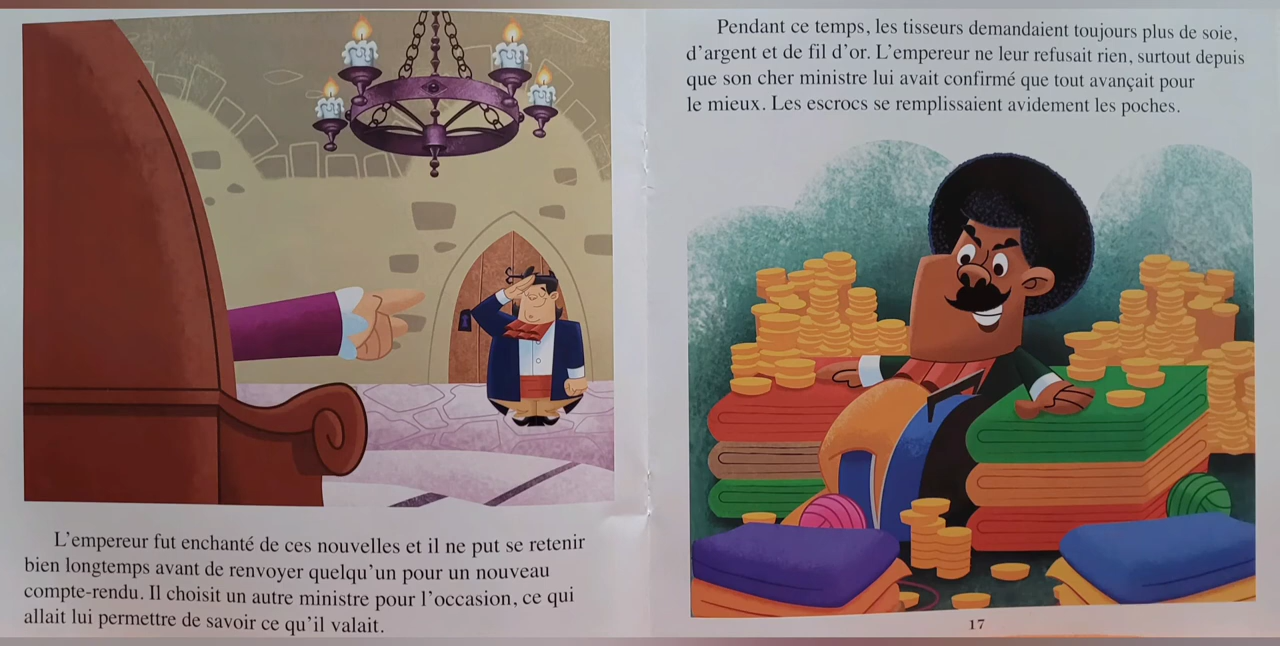 L'empereur fut enchanté de ces nouvelles et il ne put se retenir
bien longtemps avant de renvoyer quelqu'un pour un nouveau
compte-rendu. Il choisit un autre ministre pour l'occasion, ce qui
allait lui permettre de savoir ce qu'il valait.
Pendant ce temps, les tisseurs demandaient toujours plus de soie,
d'argent et de fil d'or. L'empereur ne leur refusait rien, surtout depuis
que son cher ministre lui avait confirmé que tout avançait pour
le mieux. Les escrocs se remplissaient avidement les poches.
17